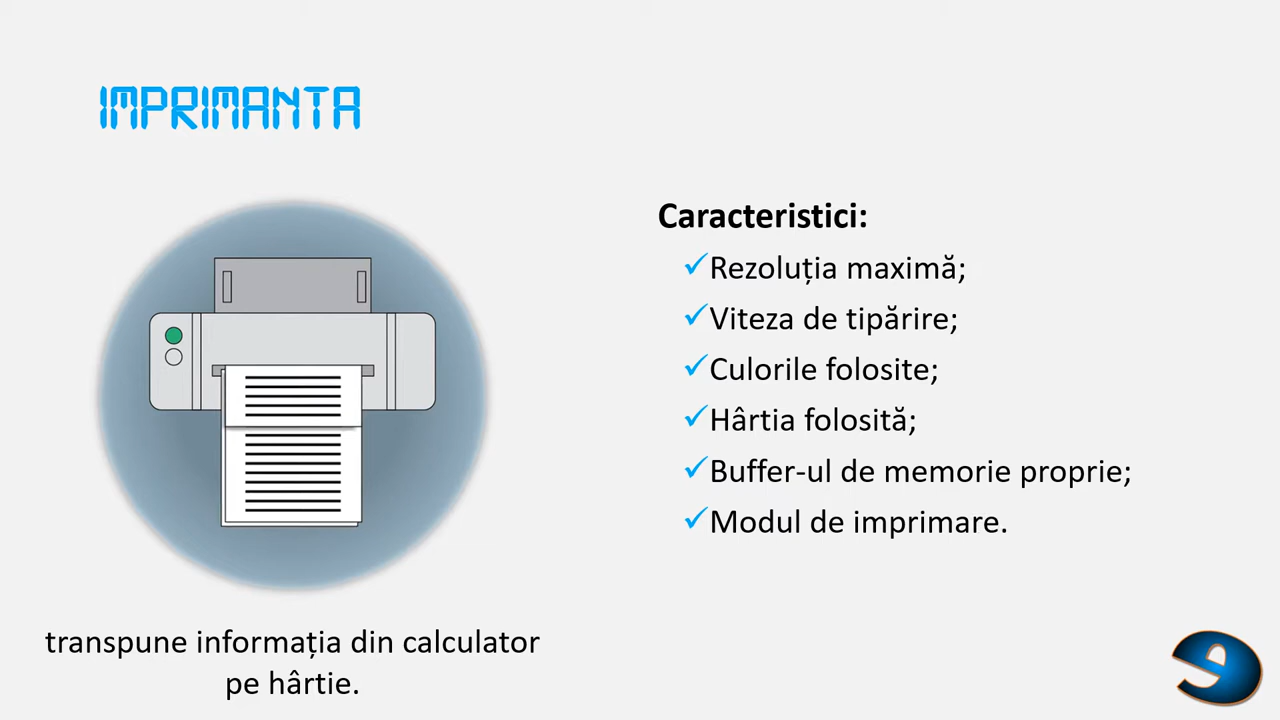 IMPRIMANTA
Caracteristici:
Rezoluția maximă;
Viteza de tipărire;
Culorile folosite;
Hârtia folosită;
Buffer-ul de memorie proprie;
Modul de imprimare.
transpune informația din calculator
pe hârtie.